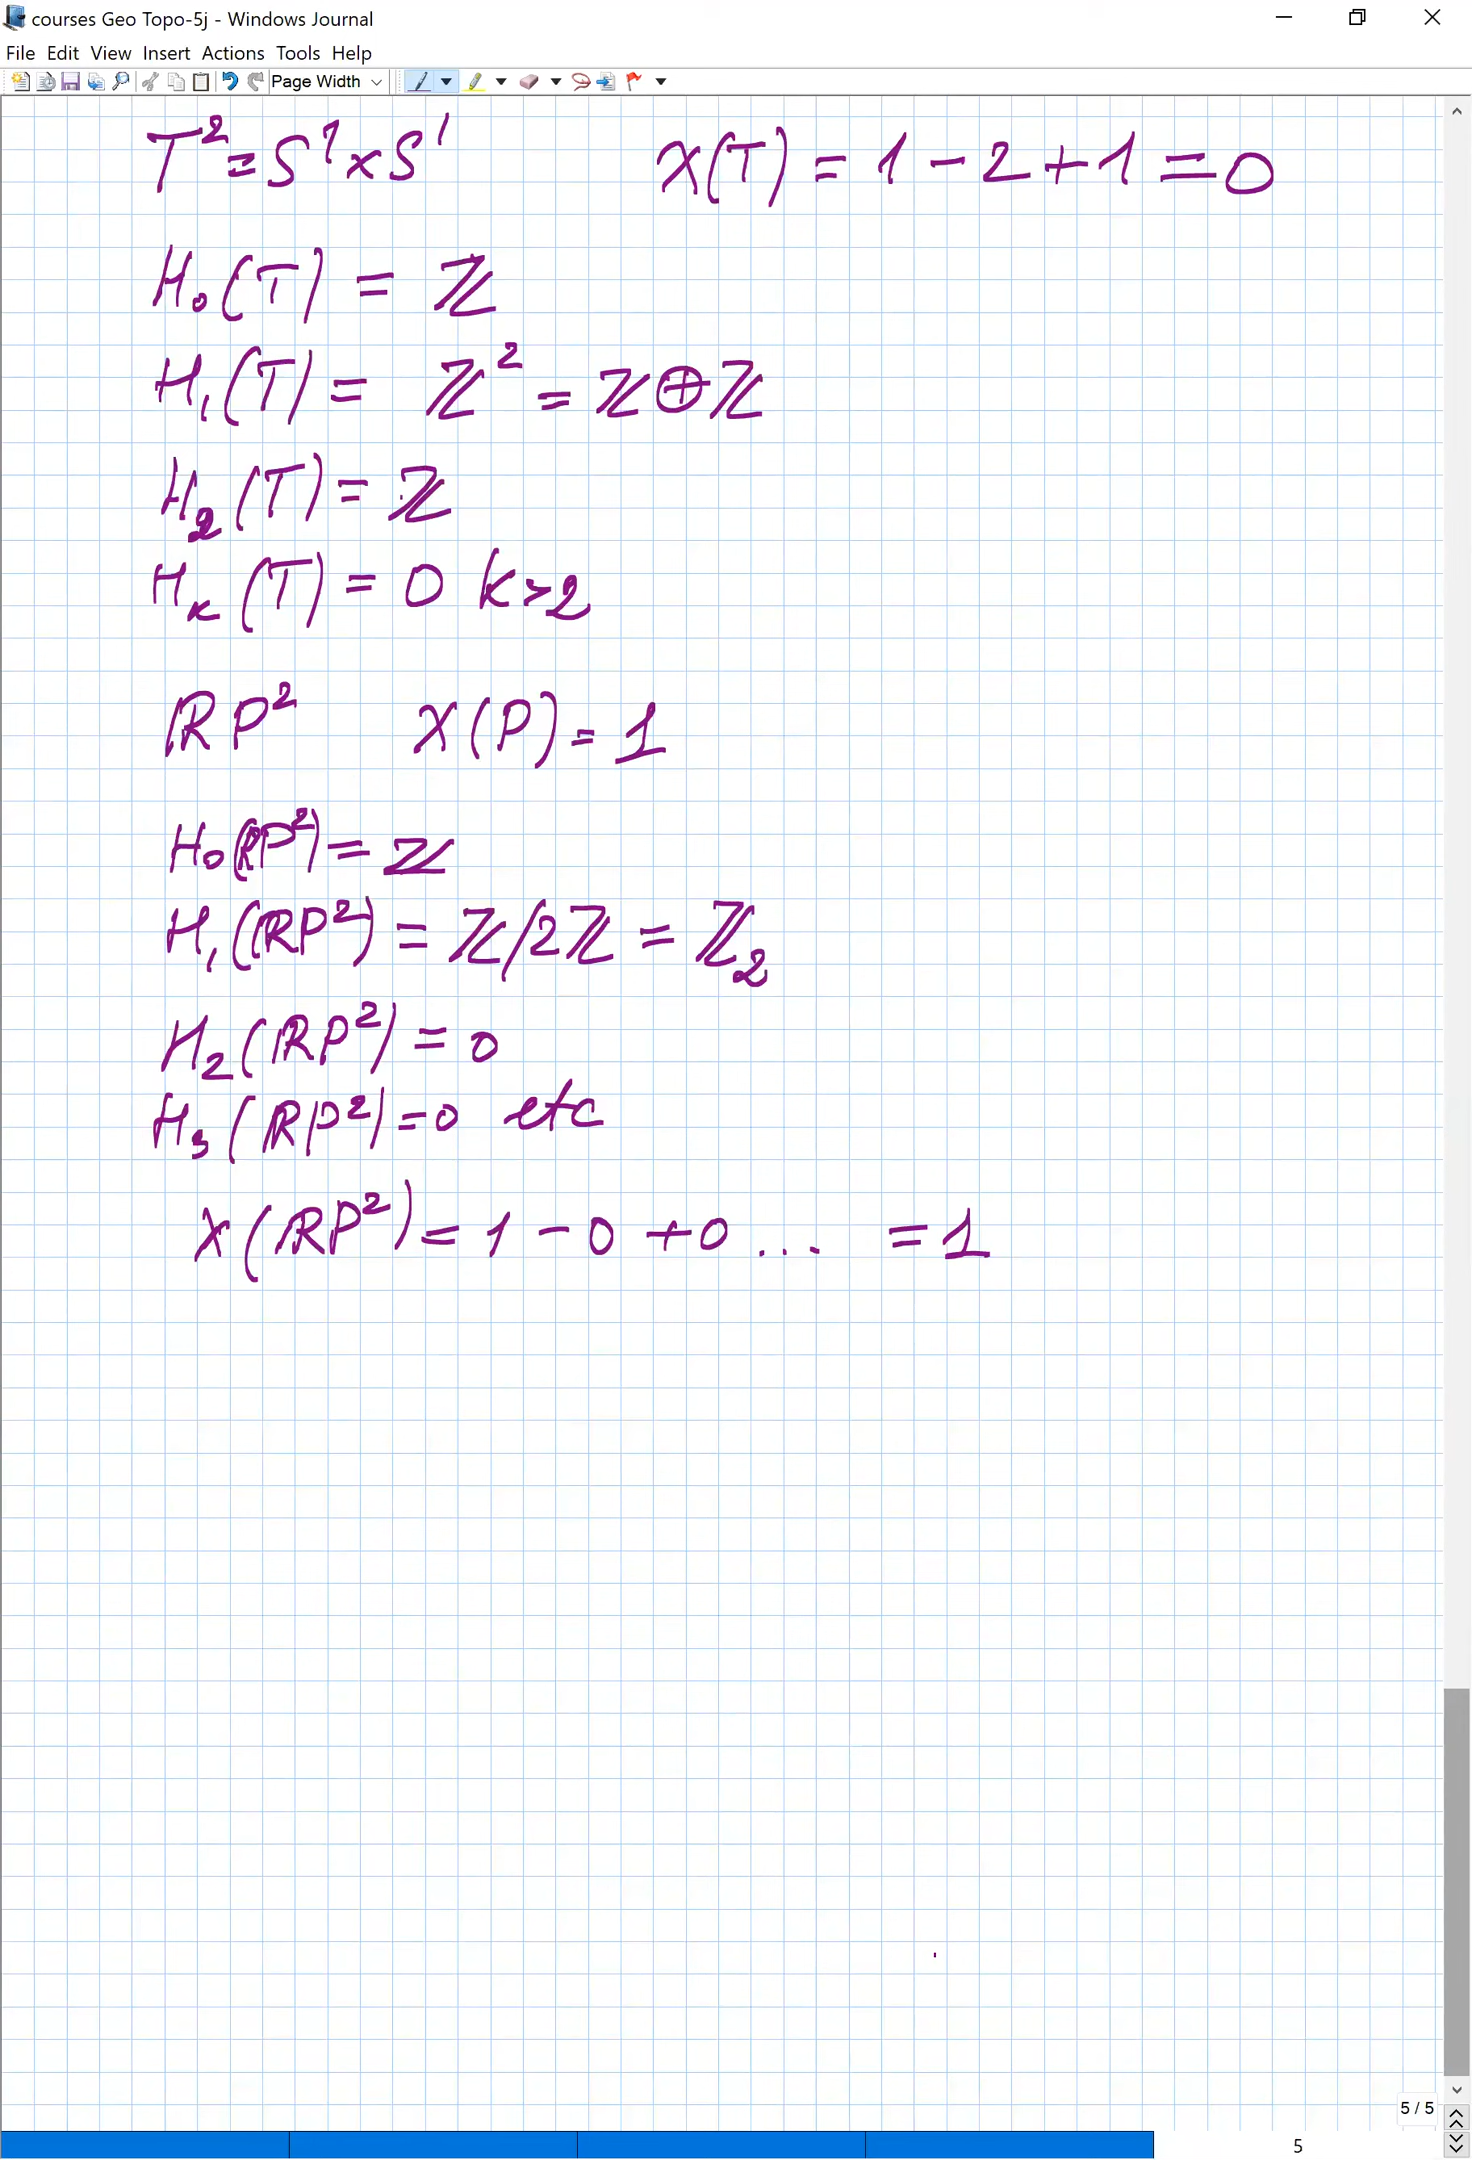 courses Geo Topo-5j - Windows Journal
File Edit View Insert Actions Tools Help
Page Width
T² = S¹ × S¹ χ(T) = 1 − 2 + 1 = 0
H₀(T) = ℤ
H₁(T) = ℤ² = ℤ ⊕ ℤ
H₂(T) = ℤ
Hₖ(T) = 0 k > 2
ℝP² χ(P) = 1
H₀(ℝP²) = ℤ
H₁(ℝP²) = ℤ/2ℤ = ℤ₂
H₂(ℝP²) = 0
H₃(ℝP²) = 0 etc
χ(ℝP²) = 1 − 0 + 0 ... = 1
5 / 5
5